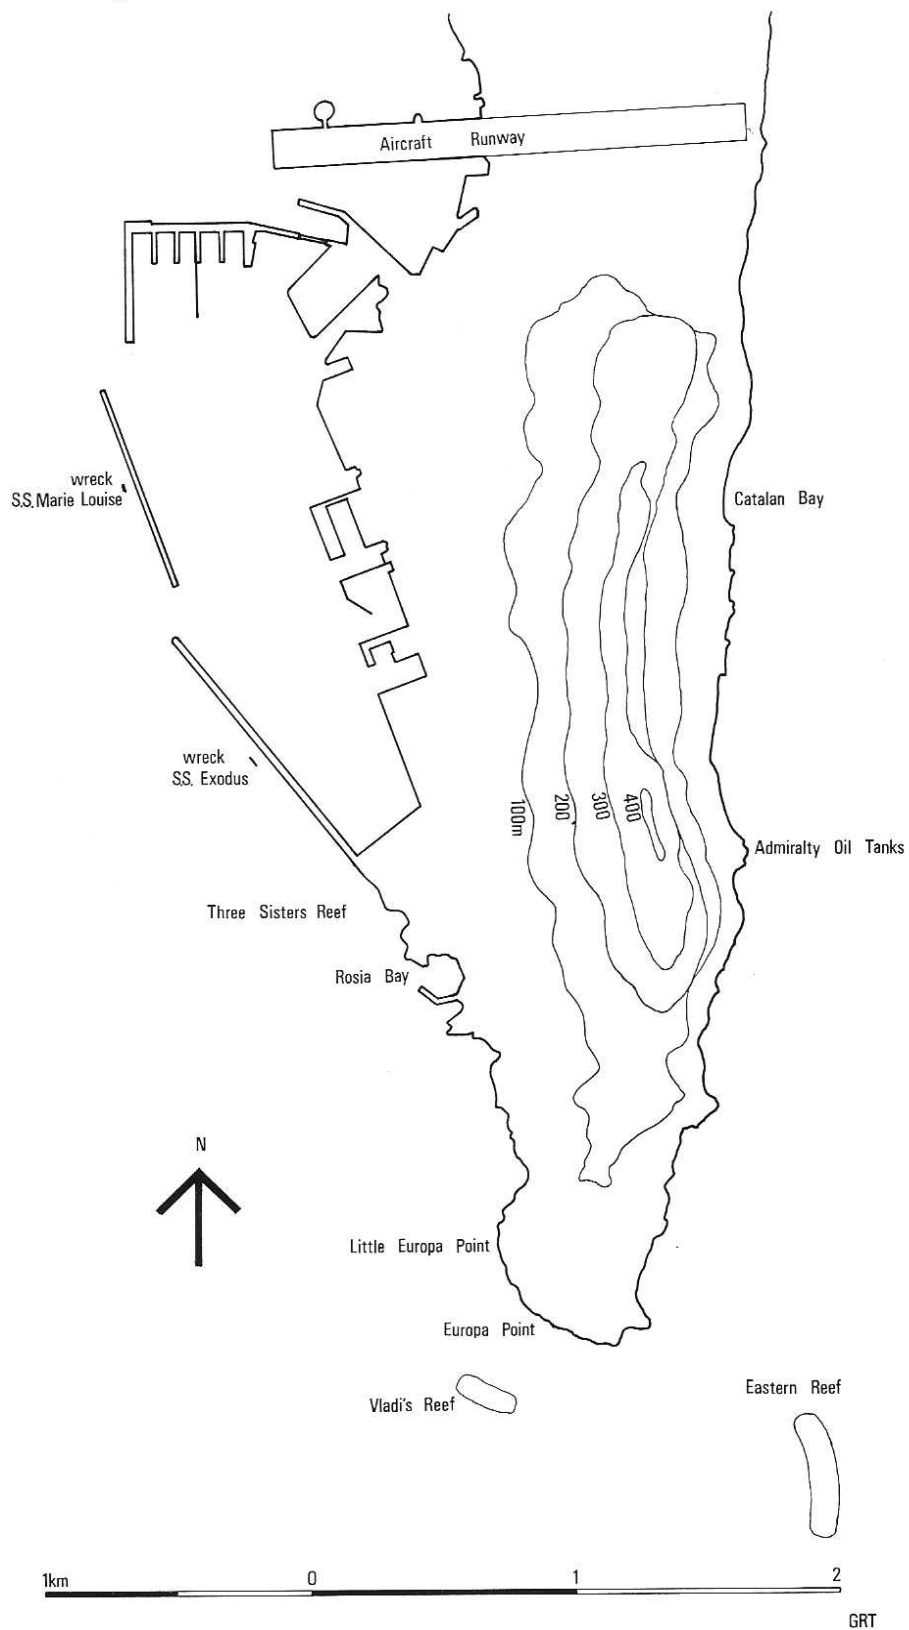 Aircraft Runway
wreck
S.S. Marie Louise
Catalan Bay
wreck
S.S. Exodus
100m
200
300
400
Admiralty Oil Tanks
Three Sisters Reef
Rosia Bay
N
Little Europa Point
Europa Point
Vladi's Reef
Eastern Reef
1km 0 1 2
GRT